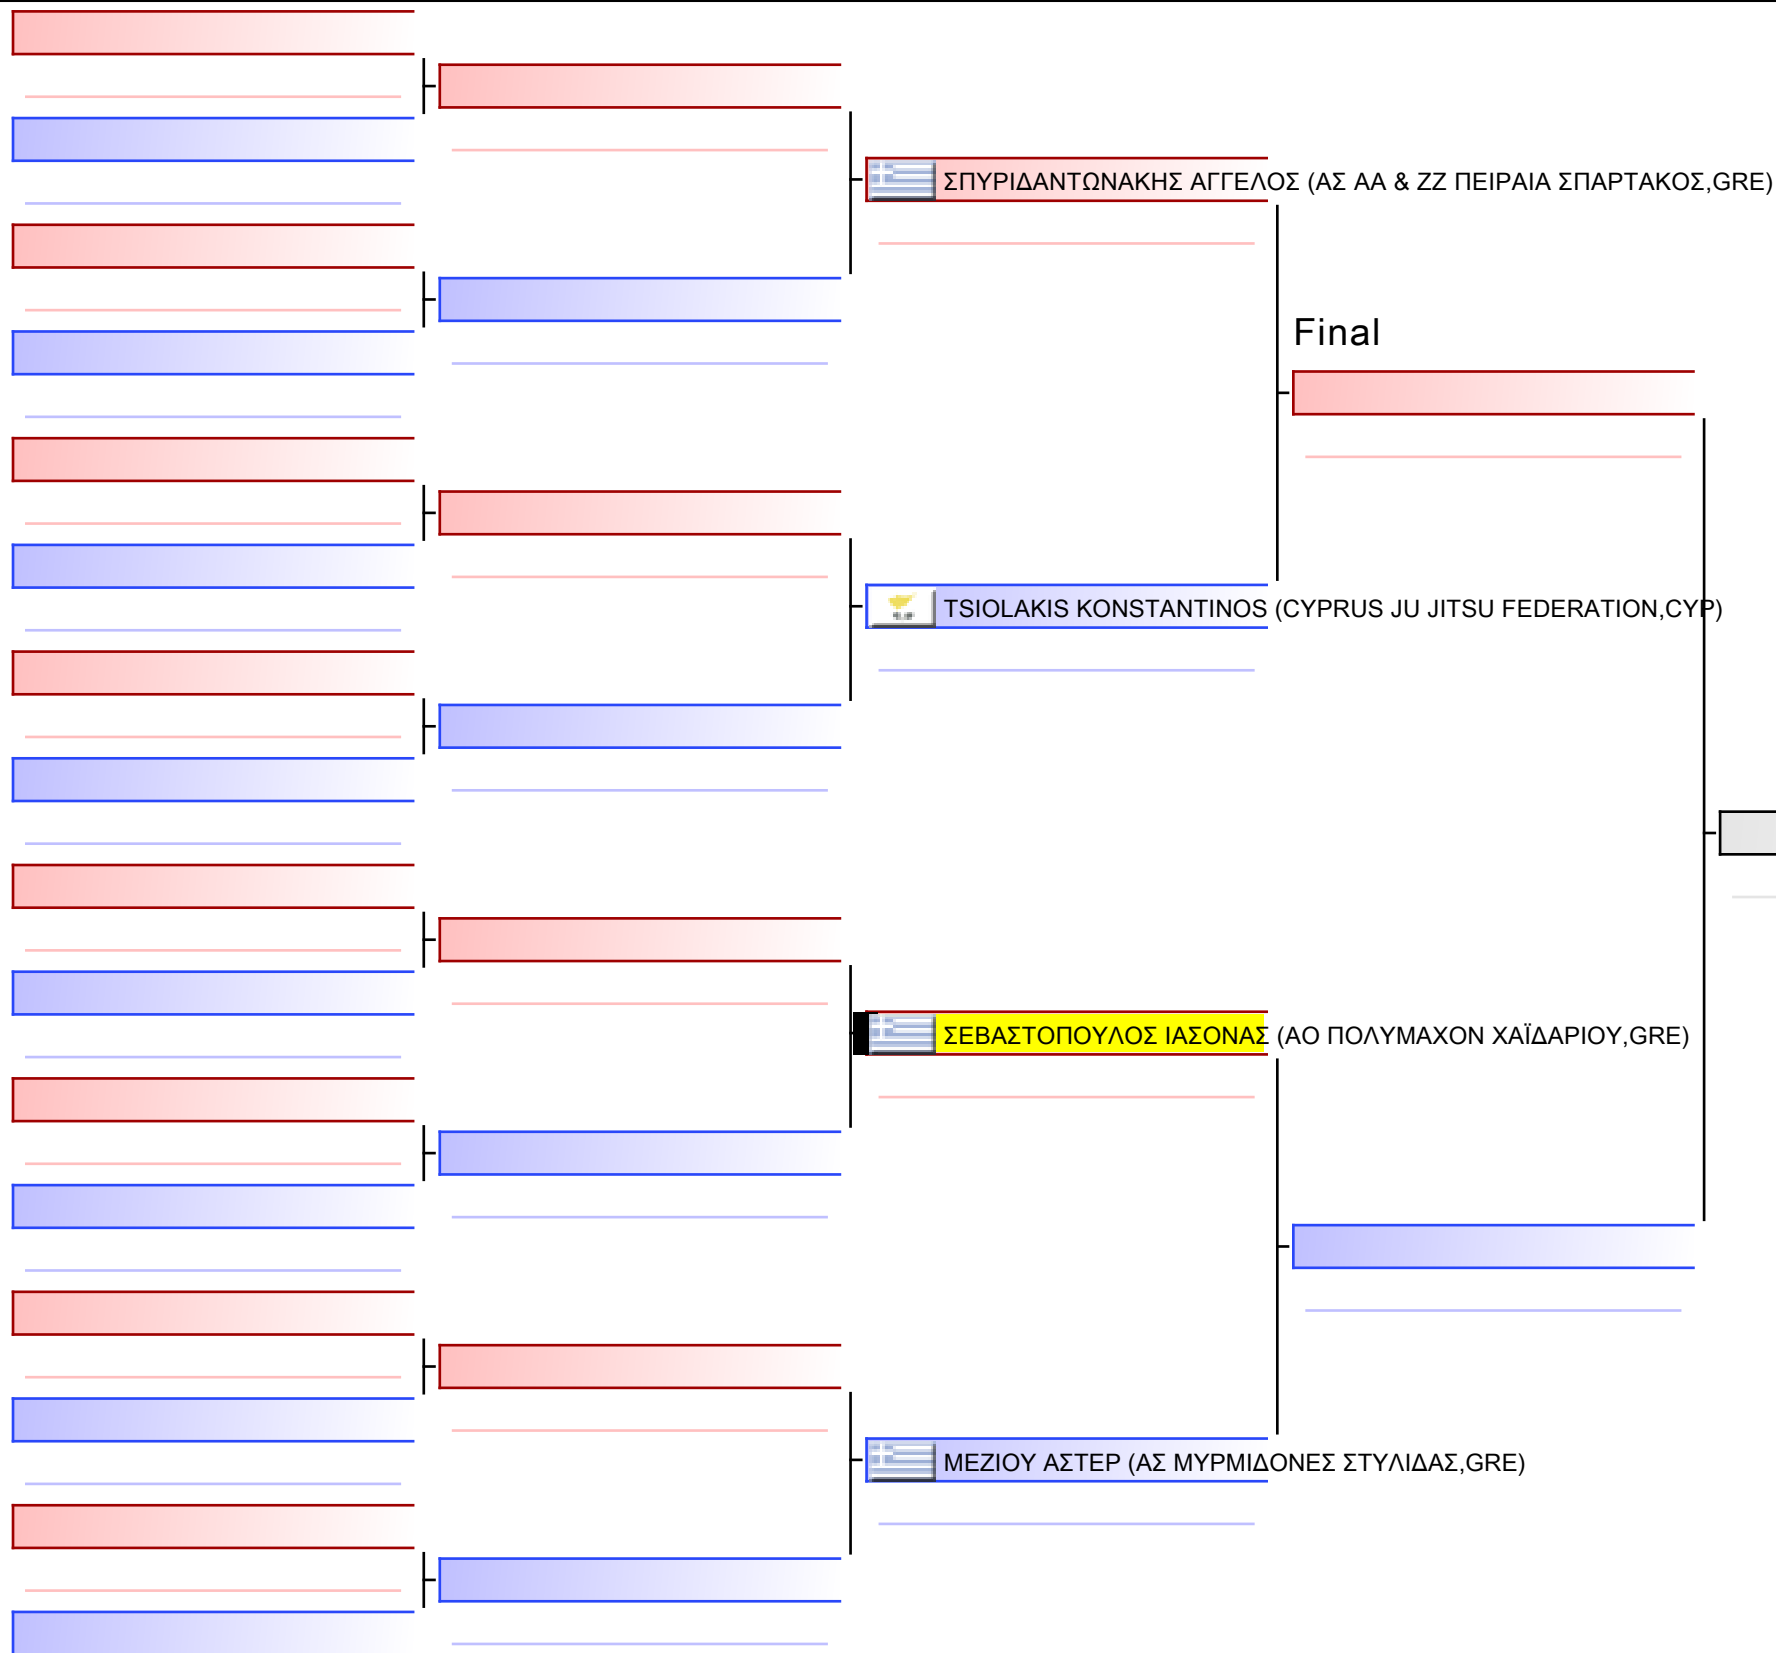 ΣΠΥΡΙΔΑΝΤΩΝΑΚΗΣ ΑΓΓΕΛΟΣ (ΑΣ ΑΑ & ΖΖ ΠΕΙΡΑΙΑ ΣΠΑΡΤΑΚΟΣ,GRE)
Final
TSIOLAKIS KONSTANTINOS (CYPRUS JU JITSU FEDERATION,CYP)
ΣΕΒΑΣΤΟΠΟΥΛΟΣ ΙΑΣΟΝΑΣ (ΑΟ ΠΟΛΥΜΑΧΟΝ ΧΑΪΔΑΡΙΟΥ,GRE)
ΜΕΖΙΟΥ ΑΣΤΕΡ (ΑΣ ΜΥΡΜΙΔΟΝΕΣ ΣΤΥΛΙΔΑΣ,GRE)